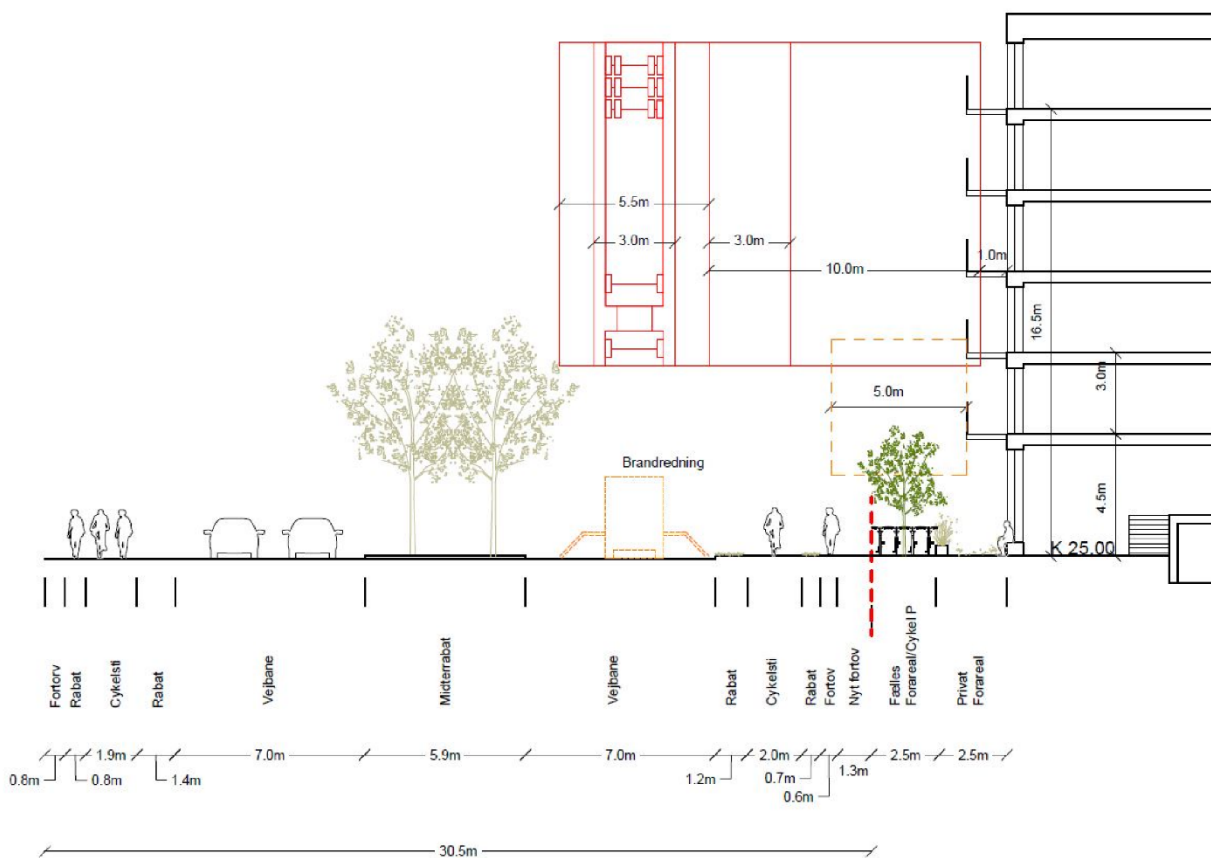 5.5m
3.0m
3.0m
10.0m
1.0m
16.5m
3.0m
5.0m
4.5m
Brandredning
K 25.00
Fortorv
Rabat
Cykelsti
Rabat
Vejbane
Midterrabat
Vejbane
Rabat
Cykelsti
Rabat
Fortov
Nyt fortov
Fælles
Forareal/Cykel P
Privat
Forareal
0.8m
0.8m
1.9m
1.4m
7.0m
5.9m
7.0m
1.2m
2.0m
0.7m
0.6m
1.3m
2.5m
2.5m
30.5m